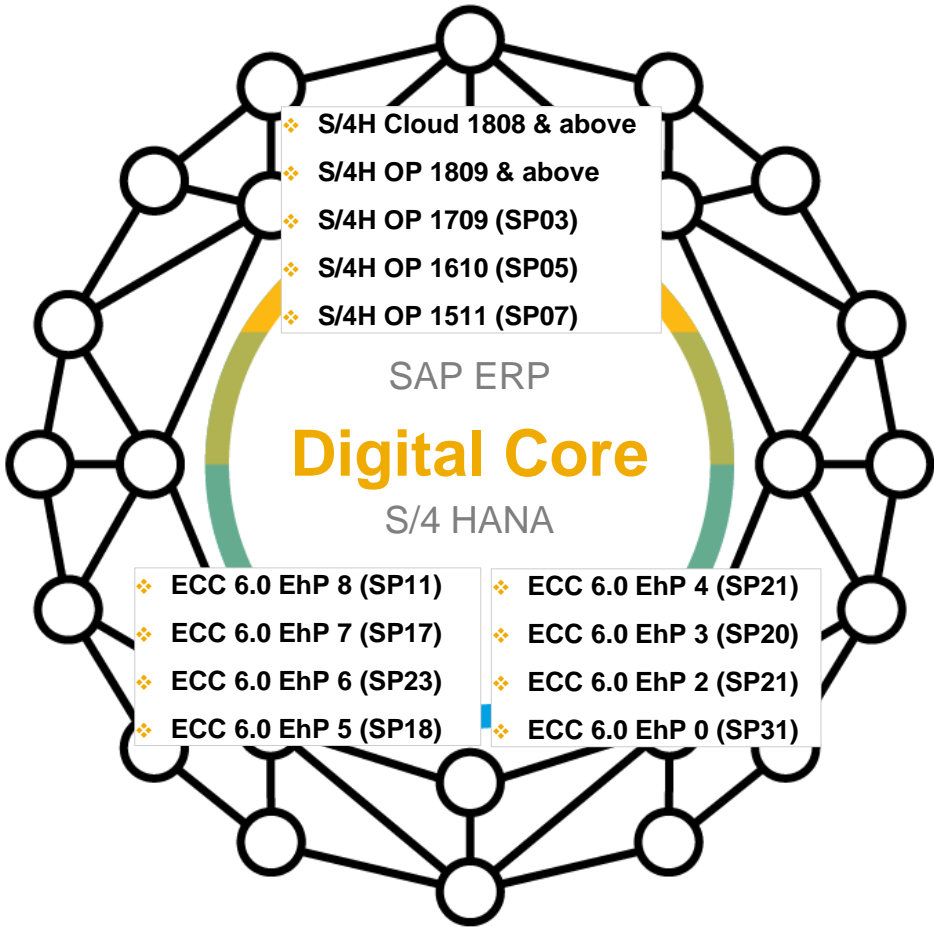 S/4H Cloud 1808 & above
S/4H OP 1809 & above
S/4H OP 1709 (SP03)
S/4H OP 1610 (SP05)
S/4H OP 1511 (SP07)
SAP ERP
Digital Core
S/4 HANA
ECC 6.0 EhP 8 (SP11)
ECC 6.0 EhP 7 (SP17)
ECC 6.0 EhP 6 (SP23)
ECC 6.0 EhP 5 (SP18)
ECC 6.0 EhP 4 (SP21)
ECC 6.0 EhP 3 (SP20)
ECC 6.0 EhP 2 (SP21)
ECC 6.0 EhP 0 (SP31)